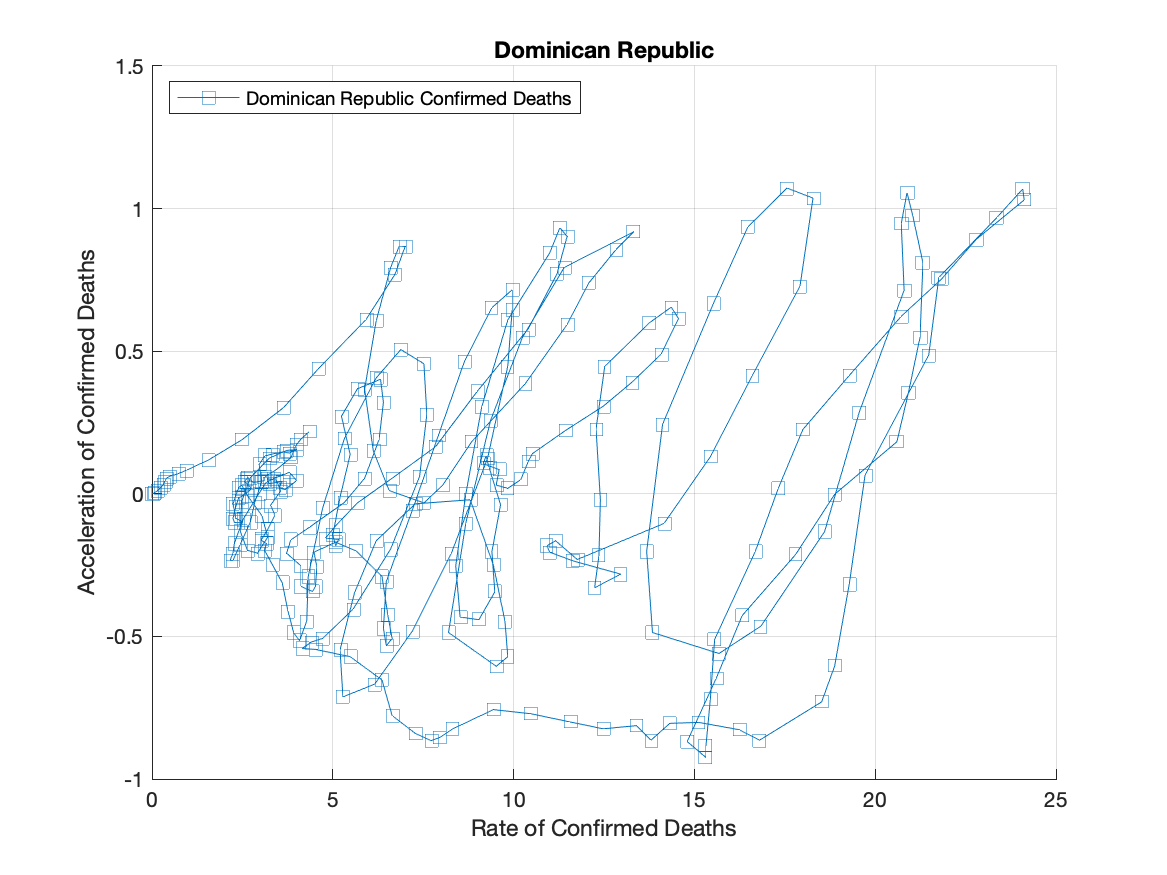 Dominican Republic
1.5
Dominican Republic Confirmed Deaths
1
0.5
0
-0.5
-1
Acceleration of Confirmed Deaths
0 5 10 15 20 25
Rate of Confirmed Deaths